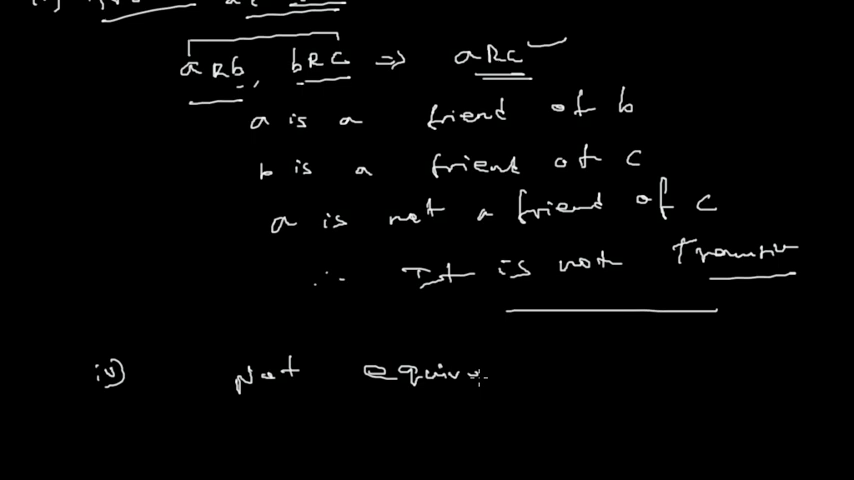 aRb, bRc ⇒ aRc
a is a friend of b
b is a friend of c
a is not a friend of c
∴ It is not Transitiv
iv) Not equiv